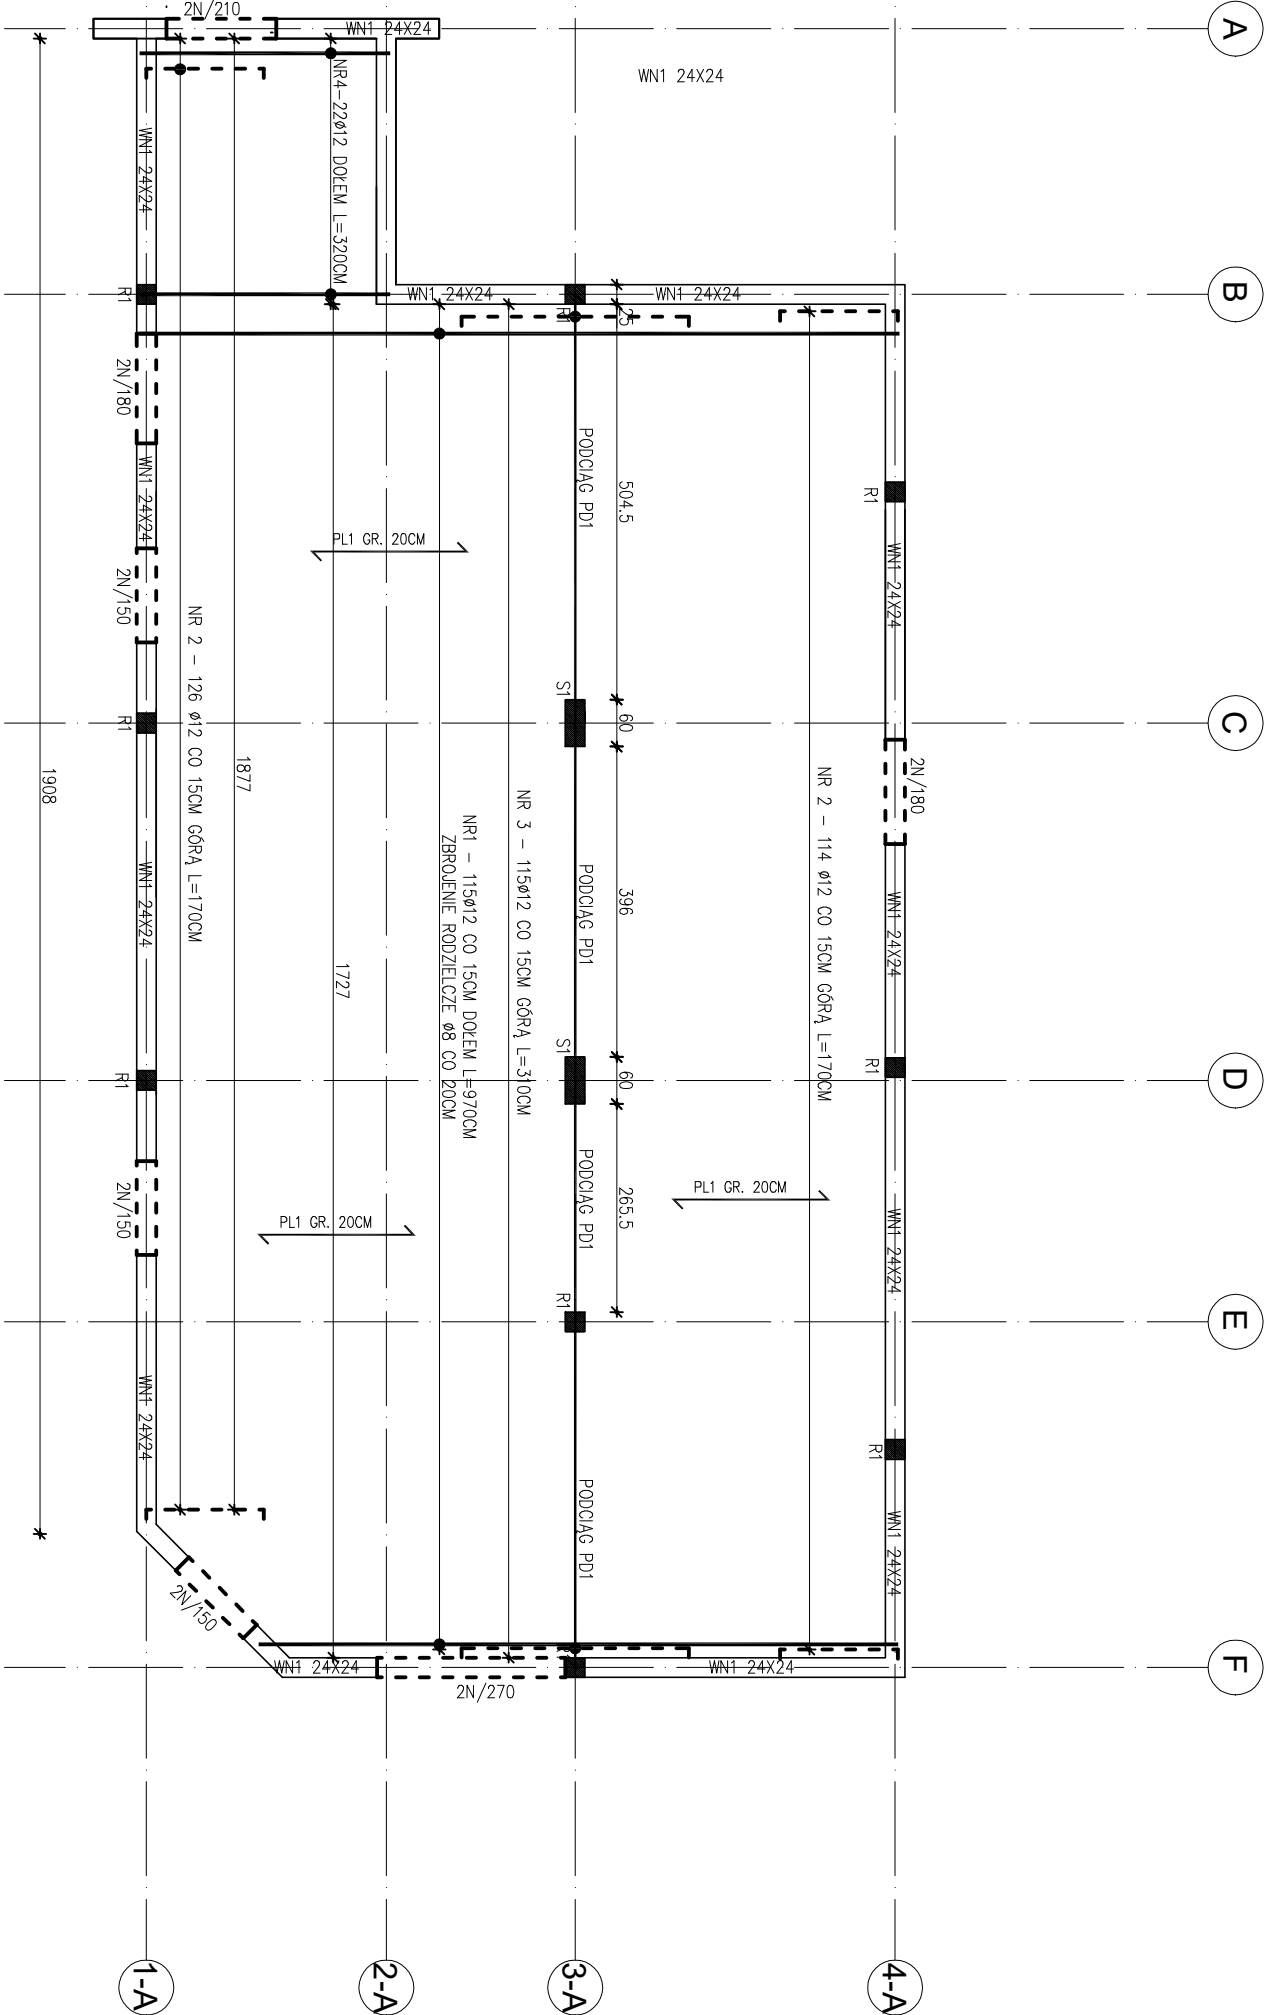 A
B
C
D
E
F
1-A
2-A
3-A
4-A
2N/210
WN1 24X24
WN1 24X24
WN1 24X24
NR4-22ø12 DOŁEM L=320CM
R1
WN1 24X24
R1
WN1 24X24
25
2N/180
WN1 24X24
PODCIĄG PD1
504.5
R1
WN1 24X24
PL1 GR. 20CM
2N/150
NR 2 - 126 ø12 CO 15CM GÓRĄ L=170CM
R1
S1
60
2N/180
1908
1877
1727
NR1 - 115ø12 CO 15CM DOŁEM L=970CM
ZBROJENIE RODZIELCZE ø8 CO 20CM
NR 3 - 115ø12 CO 15CM GÓRĄ L=310CM
PODCIĄG PD1
396
NR 2 - 114 ø12 CO 15CM GÓRĄ L=170CM
WN1 24X24
WN1 24X24
R1
S1
60
R1
2N/150
PODCIĄG PD1
265.5
PL1 GR. 20CM
WN1 24X24
PL1 GR. 20CM
R1
WN1 24X24
R1
PODCIĄG PD1
WN1 24X24
2N/150
WN1 24X24
2N/270
WN1 24X24